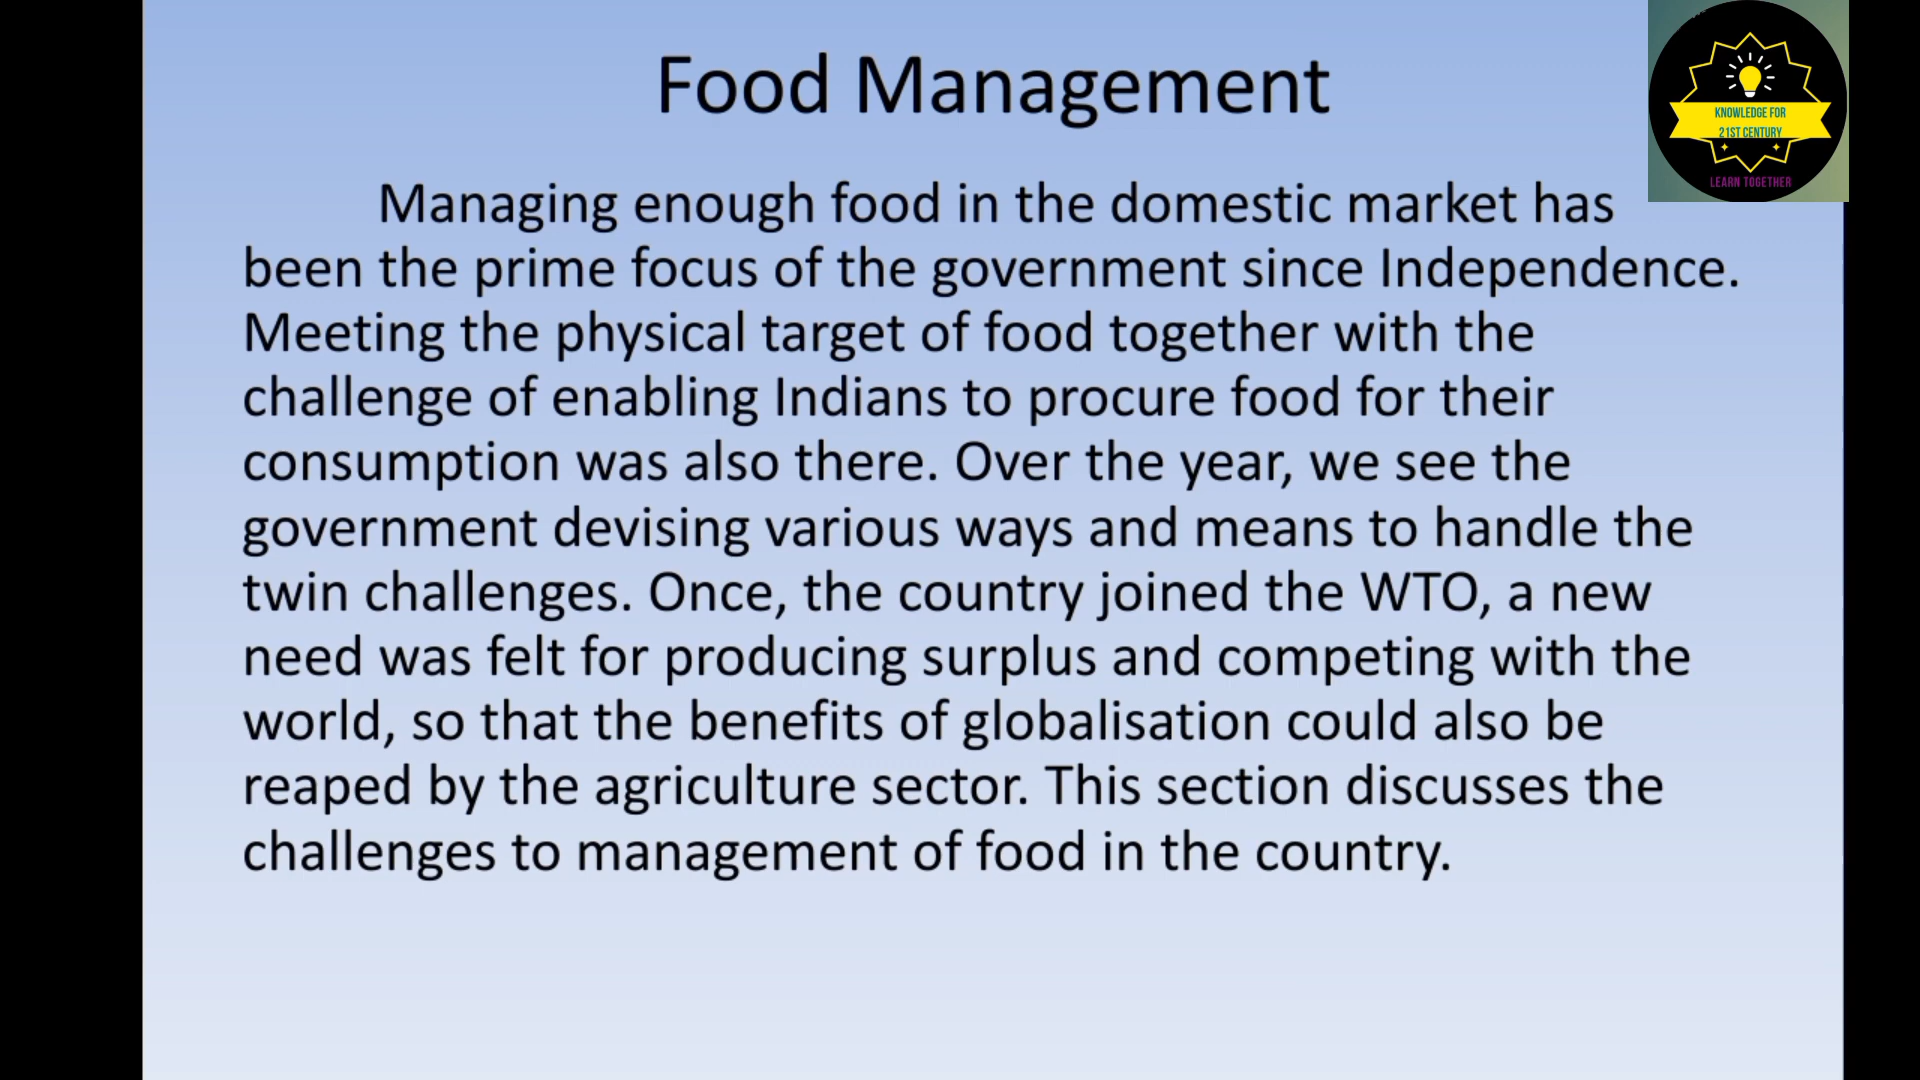 Food Management
KNOWLEDGE FOR
21ST CENTURY
LEARN TOGETHER
Managing enough food in the domestic market has
been the prime focus of the government since Independence.
Meeting the physical target of food together with the
challenge of enabling Indians to procure food for their
consumption was also there. Over the year, we see the
government devising various ways and means to handle the
twin challenges. Once, the country joined the WTO, a new
need was felt for producing surplus and competing with the
world, so that the benefits of globalisation could also be
reaped by the agriculture sector. This section discusses the
challenges to management of food in the country.